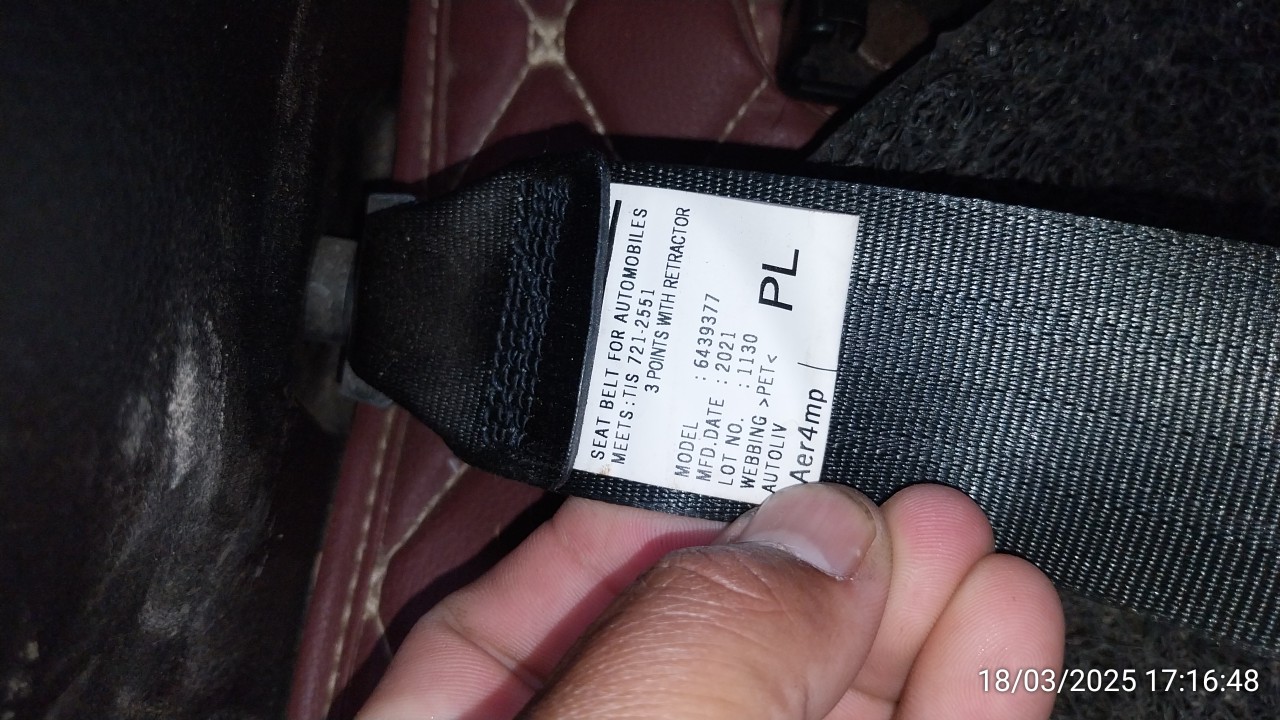 SEAT BELT FOR AUTOMOBILES
MEETS:TIS 721-2551
3 POINTS WITH RETRACTOR
MODEL : 6439377
MFD.DATE : 2021
LOT NO. : 1130
WEBBING >PET<
AUTOLIV
PL
Aer4mp
18/03/2025 17:16:48